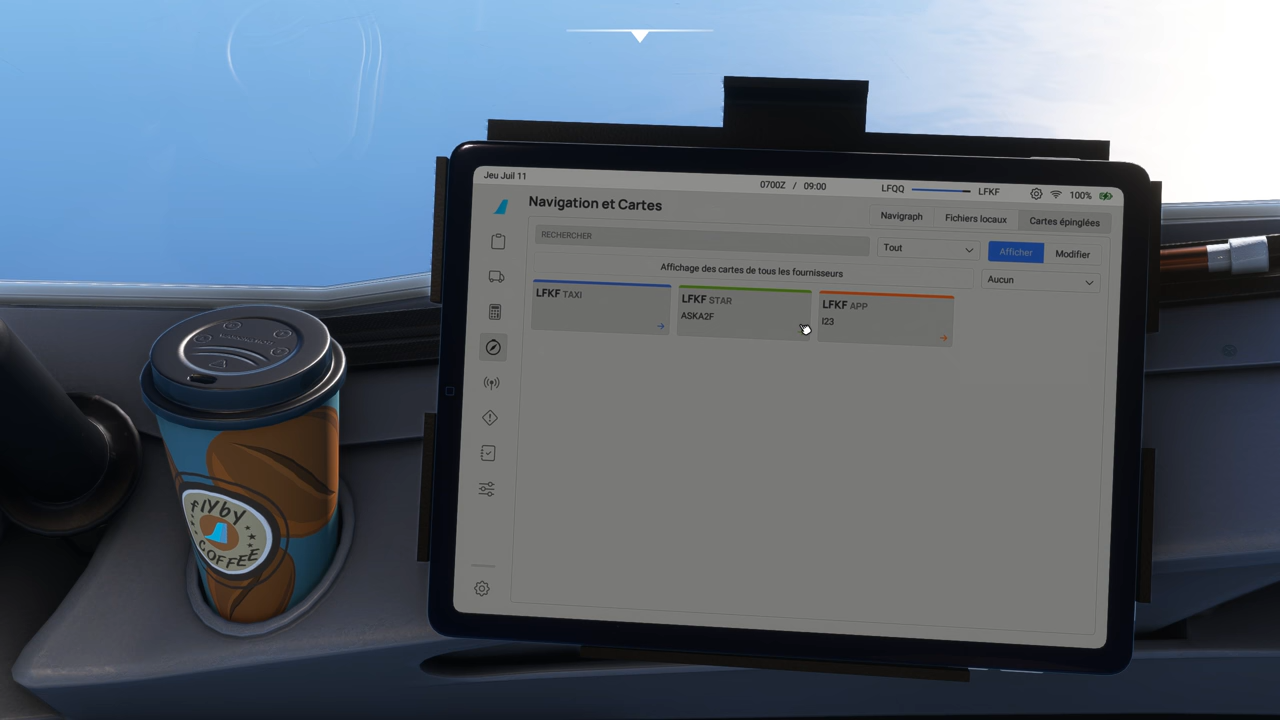 Jeu Juil 11
0700Z / 09:00
LFQQ
LFKF
100%
Navigation et Cartes
Navigraph
Fichiers locaux
Cartes épinglées
RECHERCHER
Tout
Afficher
Modifier
Affichage des cartes de tous les fournisseurs
Aucun
LFKF TAXI
LFKF STAR
ASKA2F
LFKF APP
I23
flyby
COFFEE